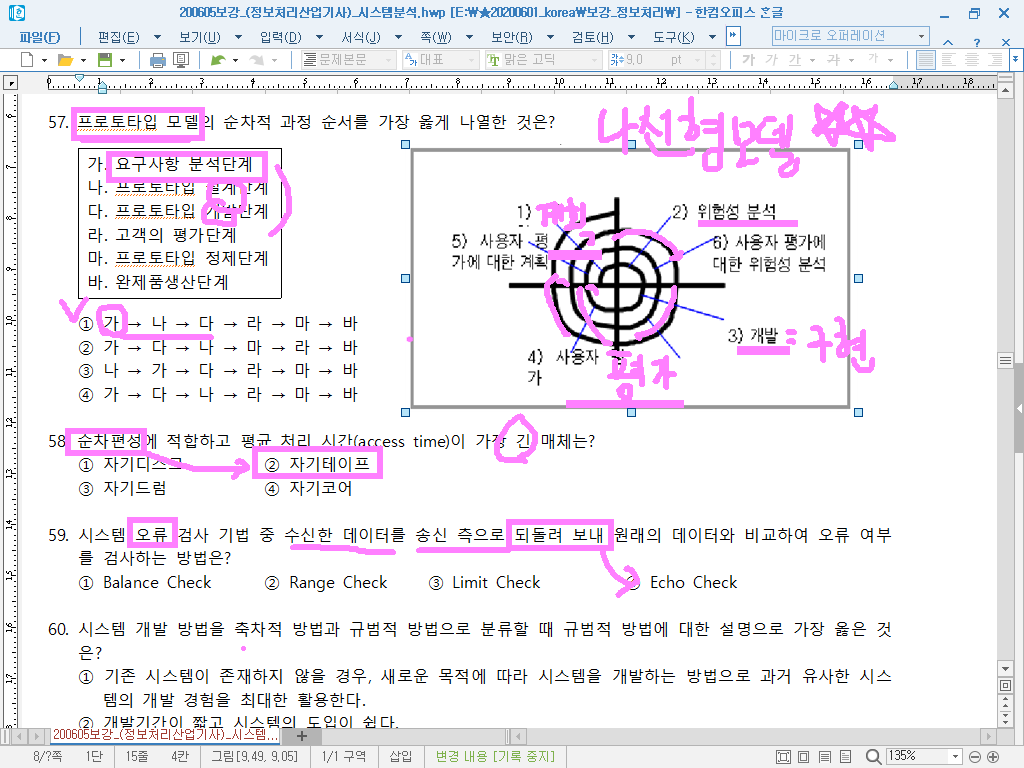 200605보강_(정보처리산업기사)_시스템분석.hwp [E:₩★20200601_korea₩보강_정보처리₩] - 한컴오피스 흔글
파일(F) 편집(E) 보기(U) 입력(D) 서식(J) 쪽(W) 보안(R) 검토(H) 도구(K) 마이크로 오퍼레이션
문제본문 대표 맑은 고딕 9,0 pt 가 가 가 가 가
57. 프로토타입 모델의 순차적 과정 순서를 가장 옳게 나열한 것은?
나선형모델
가. 요구사항 분석단계
나. 프로토타입 설계단계
다. 프로토타입 개발단계
라. 고객의 평가단계
마. 프로토타입 정제단계
바. 완제품생산단계
① 가 → 나 → 다 → 라 → 마 → 바
② 가 → 다 → 나 → 마 → 라 → 바
③ 나 → 가 → 다 → 라 → 마 → 바
④ 가 → 다 → 나 → 라 → 마 → 바
1)
2) 위험성 분석
5) 사용자 평가에 대한 계획
6) 사용자 평가에
대한 위험성 분석
3) 개발 = 구현
4) 사용자
가
평가
58. 순차편성에 적합하고 평균 처리 시간(access time)이 가장 긴 매체는?
① 자기디스크 ② 자기테이프
③ 자기드럼 ④ 자기코어
59. 시스템 오류 검사 기법 중 수신한 데이터를 송신 측으로 되돌려 보내 원래의 데이터와 비교하여 오류 여부
를 검사하는 방법은?
① Balance Check ② Range Check ③ Limit Check ④ Echo Check
60. 시스템 개발 방법을 축차적 방법과 규범적 방법으로 분류할 때 규범적 방법에 대한 설명으로 가장 옳은 것
은?
① 기존 시스템이 존재하지 않을 경우, 새로운 목적에 따라 시스템을 개발하는 방법으로 과거 유사한 시스
템의 개발 경험을 최대한 활용한다.
② 개발기간이 짧고 시스템의 도입이 쉽다.
200605보강_(정보처리산업기사)_시스템...
8/?쪽 1단 15줄 4칸 그림[9,49, 9,05] 1/1 구역 삽입 변경 내용 [기록 중지] 135%